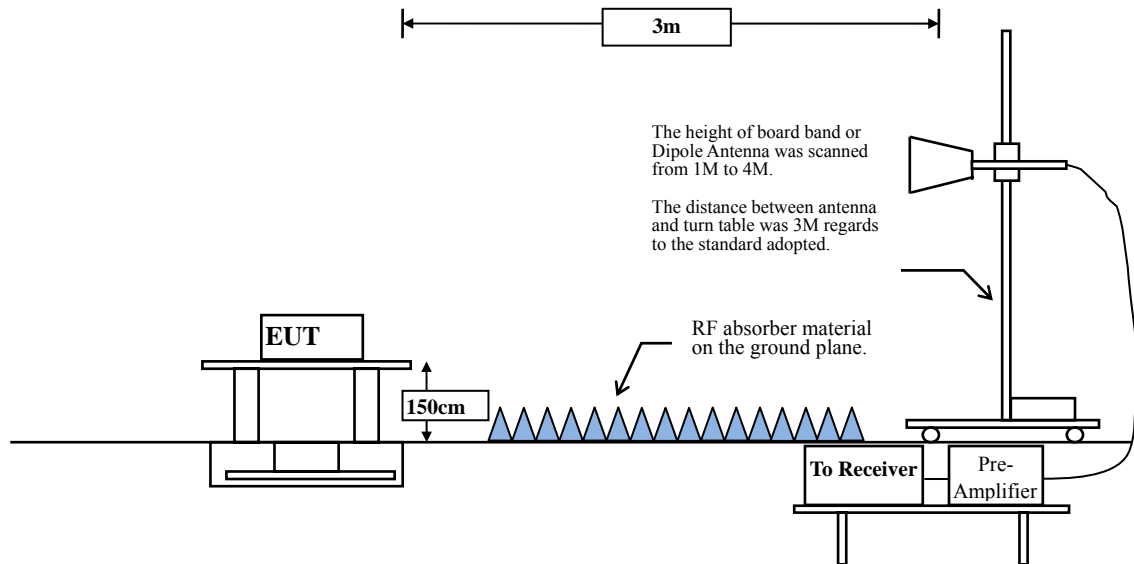 3m
The height of board band or
Dipole Antenna was scanned
from 1M to 4M.
The distance between antenna
and turn table was 3M regards
to the standard adopted.
EUT
RF absorber material
on the ground plane.
150cm
To Receiver
Pre-
Amplifier